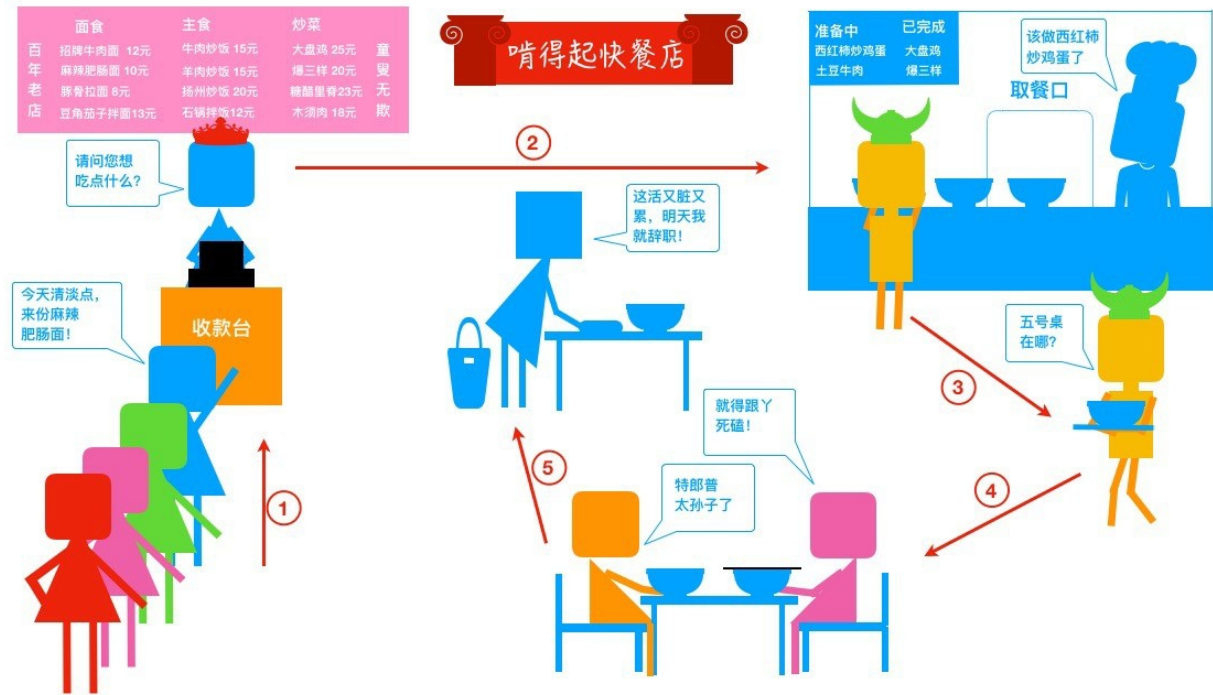 面食 主食 炒菜
百年老店
招牌牛肉面 12元 牛肉炒饭 15元 大盘鸡 25元
麻辣肥肠面 10元 羊肉炒饭 15元 爆三样 20元
豚骨拉面 8元 扬州炒饭 20元 糖醋里脊23元
豆角茄子拌面13元 石锅拌饭12元 木须肉 18元
童叟无欺
啃得起快餐店
准备中 已完成
西红柿炒鸡蛋 大盘鸡
土豆牛肉 爆三样
该做西红柿
炒鸡蛋了
取餐口
请问您想
吃点什么?
②
这活又脏又
累，明天我
就辞职!
今天清淡点，
来份麻辣
肥肠面!
收款台
五号桌
在哪?
③
就得跟丫
死磕!
⑤
特郎普
太孙子了
④
①